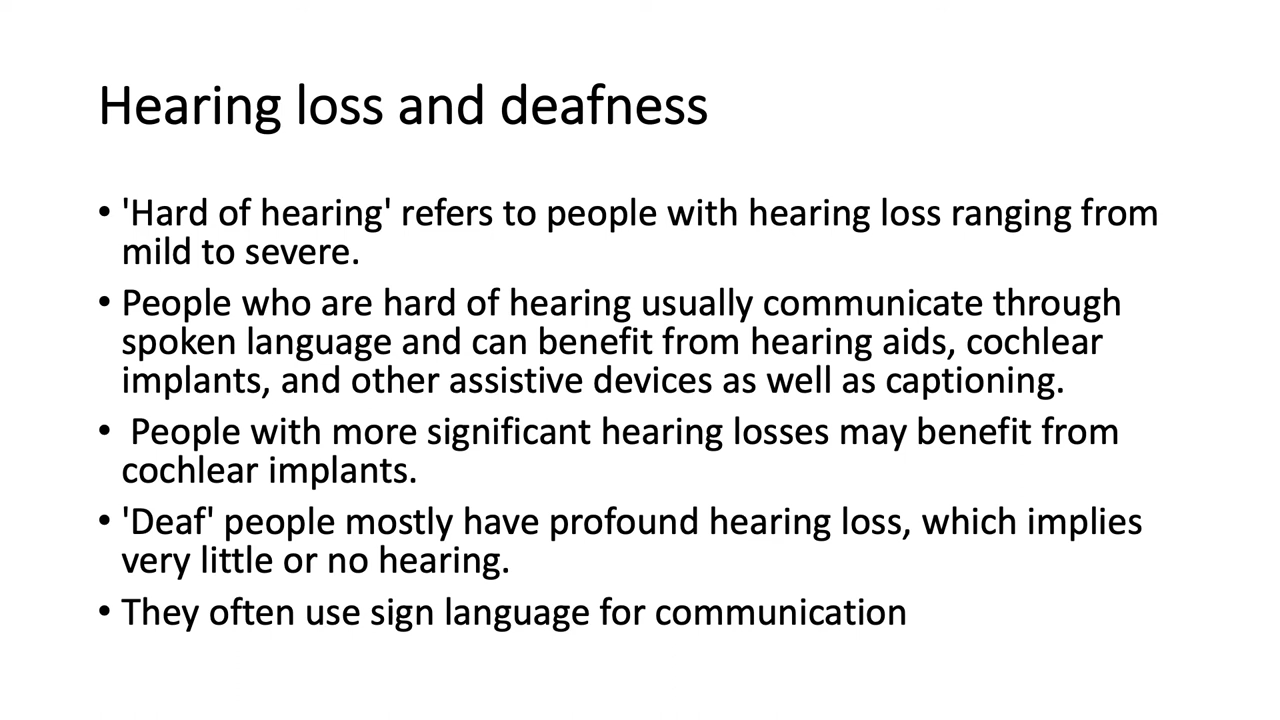 Hearing loss and deafness
• 'Hard of hearing' refers to people with hearing loss ranging from
mild to severe.
• People who are hard of hearing usually communicate through
spoken language and can benefit from hearing aids, cochlear
implants, and other assistive devices as well as captioning.
• People with more significant hearing losses may benefit from
cochlear implants.
• 'Deaf' people mostly have profound hearing loss, which implies
very little or no hearing.
• They often use sign language for communication